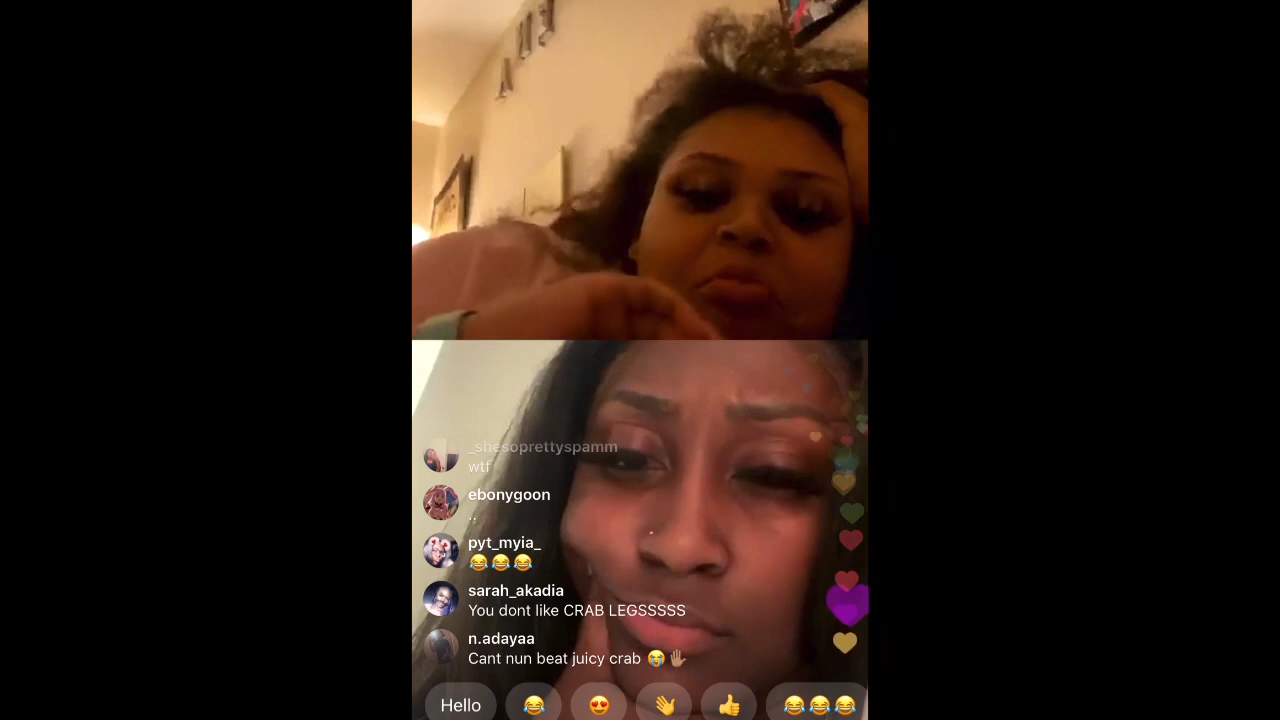 _shesoprettyspamm
wtf
ebonygoon
..
pyt_myia_
😂😂😂
sarah_akadia
You dont like CRAB LEGSSSSS
n.adayaa
Cant nun beat juicy crab 😭✋🏽
Hello 😂 😍 👋 👍 😂😂😂